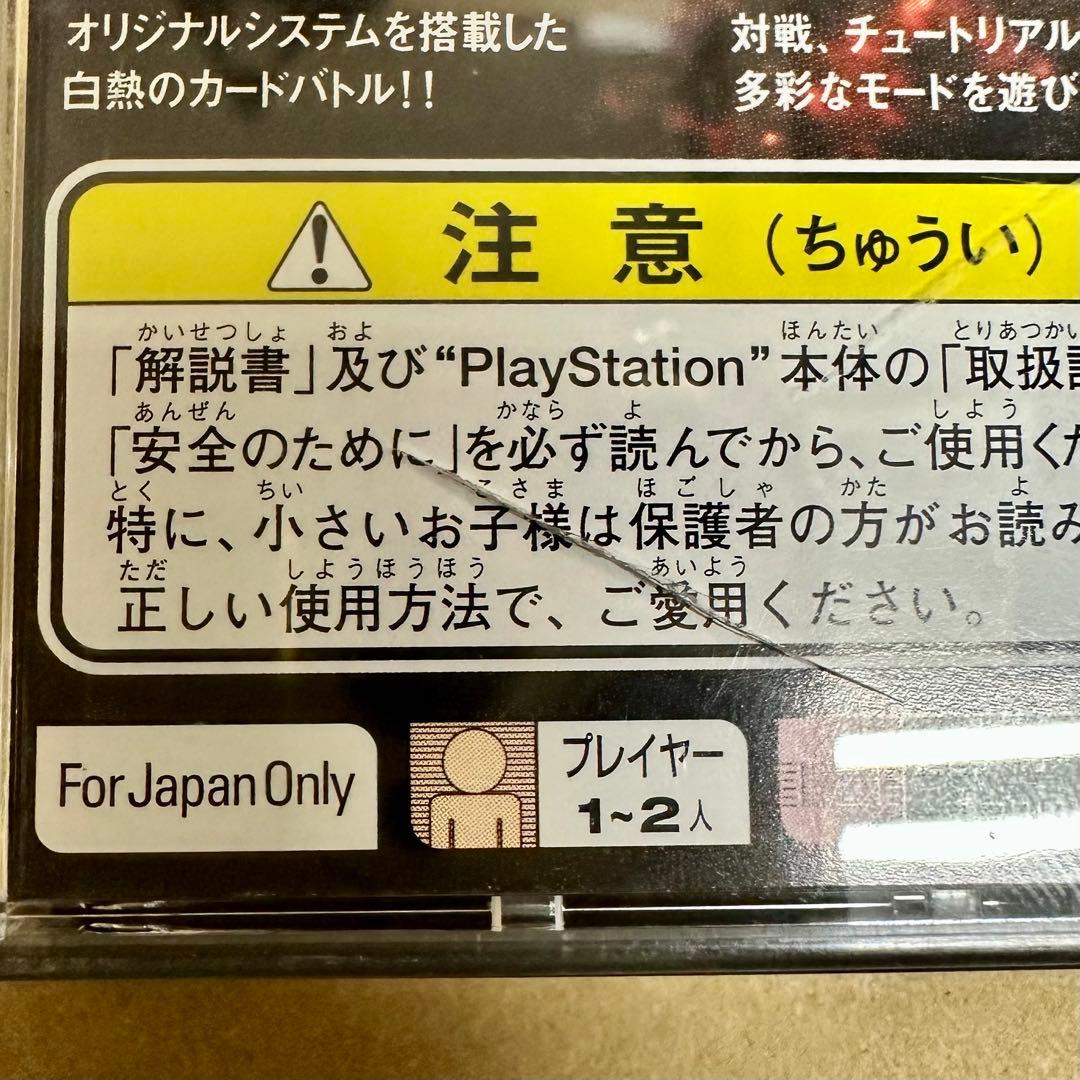 オリジナルシステムを搭載した
白熱のカードバトル!!
対戦、チュートリアル
多彩なモードを遊び
注意(ちゅうい)
かいせつしょ およ ほんたい とりあつかい
「解説書」及び“PlayStation”本体の「取扱説
あんぜん かなら よ しよう
「安全のために」を必ず読んでから、ご使用くだ
とく ちい こさま ほごしゃ かた よ
特に、小さいお子様は保護者の方がお読み
ただ しようほうほう あいよう
正しい使用方法で、ご愛用ください。
For Japan Only
プレイヤー
1~2人